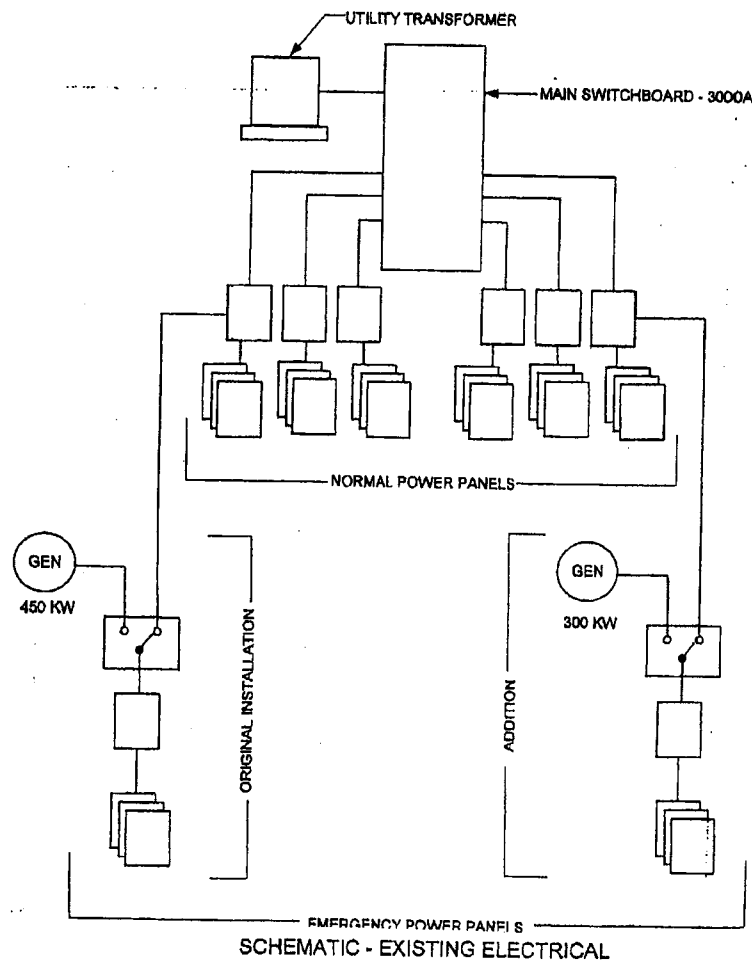 UTILITY TRANSFORMER
MAIN SWITCHBOARD - 3000A
NORMAL POWER PANELS
GEN
450 KW
ORIGINAL INSTALLATION
ADDITION
GEN
300 KW
EMERGENCY POWER PANELS
SCHEMATIC - EXISTING ELECTRICAL